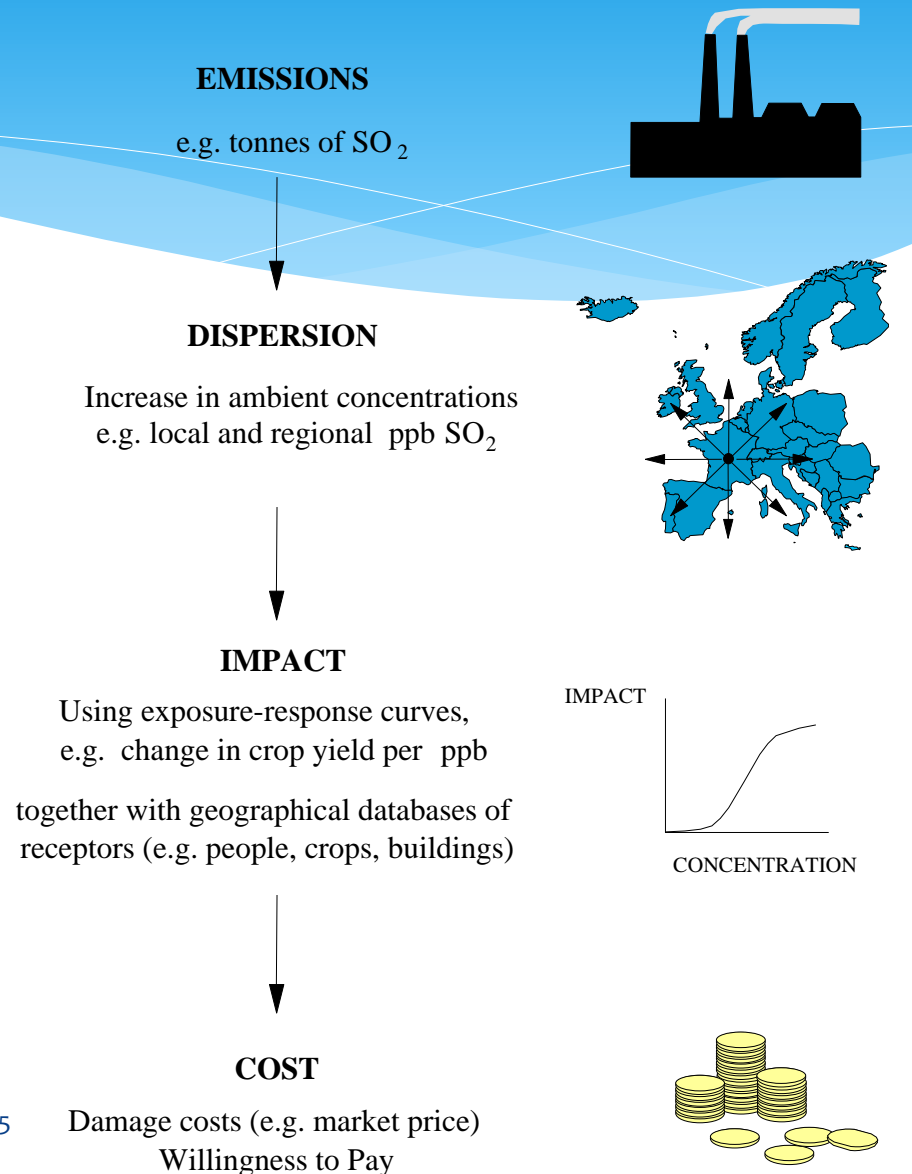 EMISSIONS
e.g. tonnes of SO₂
DISPERSION
Increase in ambient concentrations
e.g. local and regional ppb SO₂
IMPACT
Using exposure-response curves,
e.g. change in crop yield per ppb
together with geographical databases of
receptors (e.g. people, crops, buildings)
IMPACT
CONCENTRATION
COST
5
Damage costs (e.g. market price)
Willingness to Pay